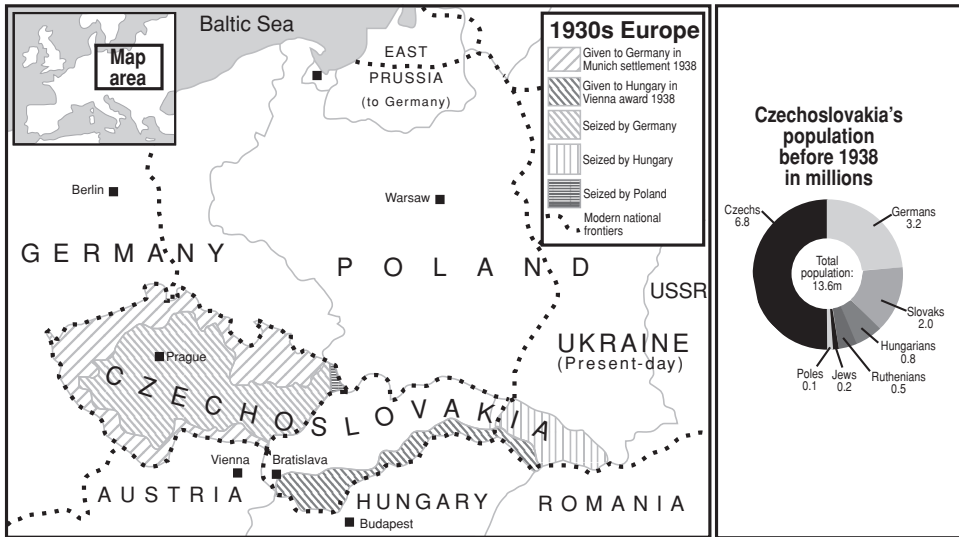 Baltic Sea
Map
area
EAST
PRUSSIA
(to Germany)
1930s Europe
Given to Germany in
Munich settlement 1938
Given to Hungary in
Vienna award 1938
Seized by Germany
Seized by Hungary
Seized by Poland
Modern national
frontiers
Berlin
Warsaw
GERMANY
POLAND
USSR
UKRAINE
(Present-day)
Prague
CZECHOSLOVAKIA
Vienna
Bratislava
AUSTRIA
HUNGARY
ROMANIA
Budapest
Czechoslovakia's
population
before 1938
in millions
Czechs
6.8
Germans
3.2
Total
population:
13.6m
Slovaks
2.0
Hungarians
0.8
Ruthenians
0.5
Jews
0.2
Poles
0.1